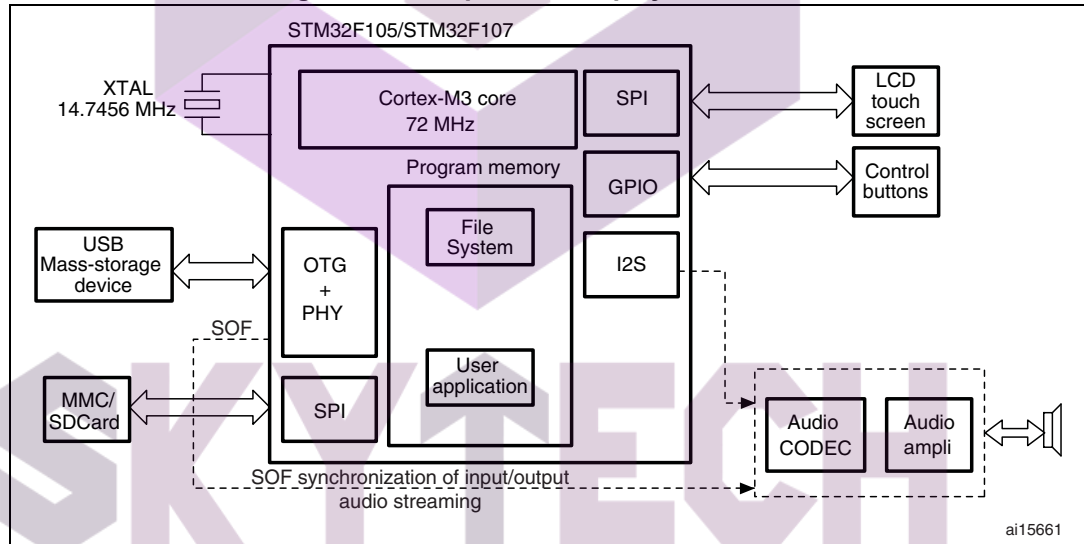 STM32F105/STM32F107
XTAL
14.7456 MHz
Cortex-M3 core
72 MHz
SPI
LCD
touch
screen
Program memory
GPIO
Control
buttons
File
System
USB
Mass-storage
device
OTG
+
PHY
I2S
SOF
User
application
MMC/
SDCard
SPI
Audio
CODEC
Audio
ampli
SOF synchronization of input/output
audio streaming
ai15661
SKYTECH